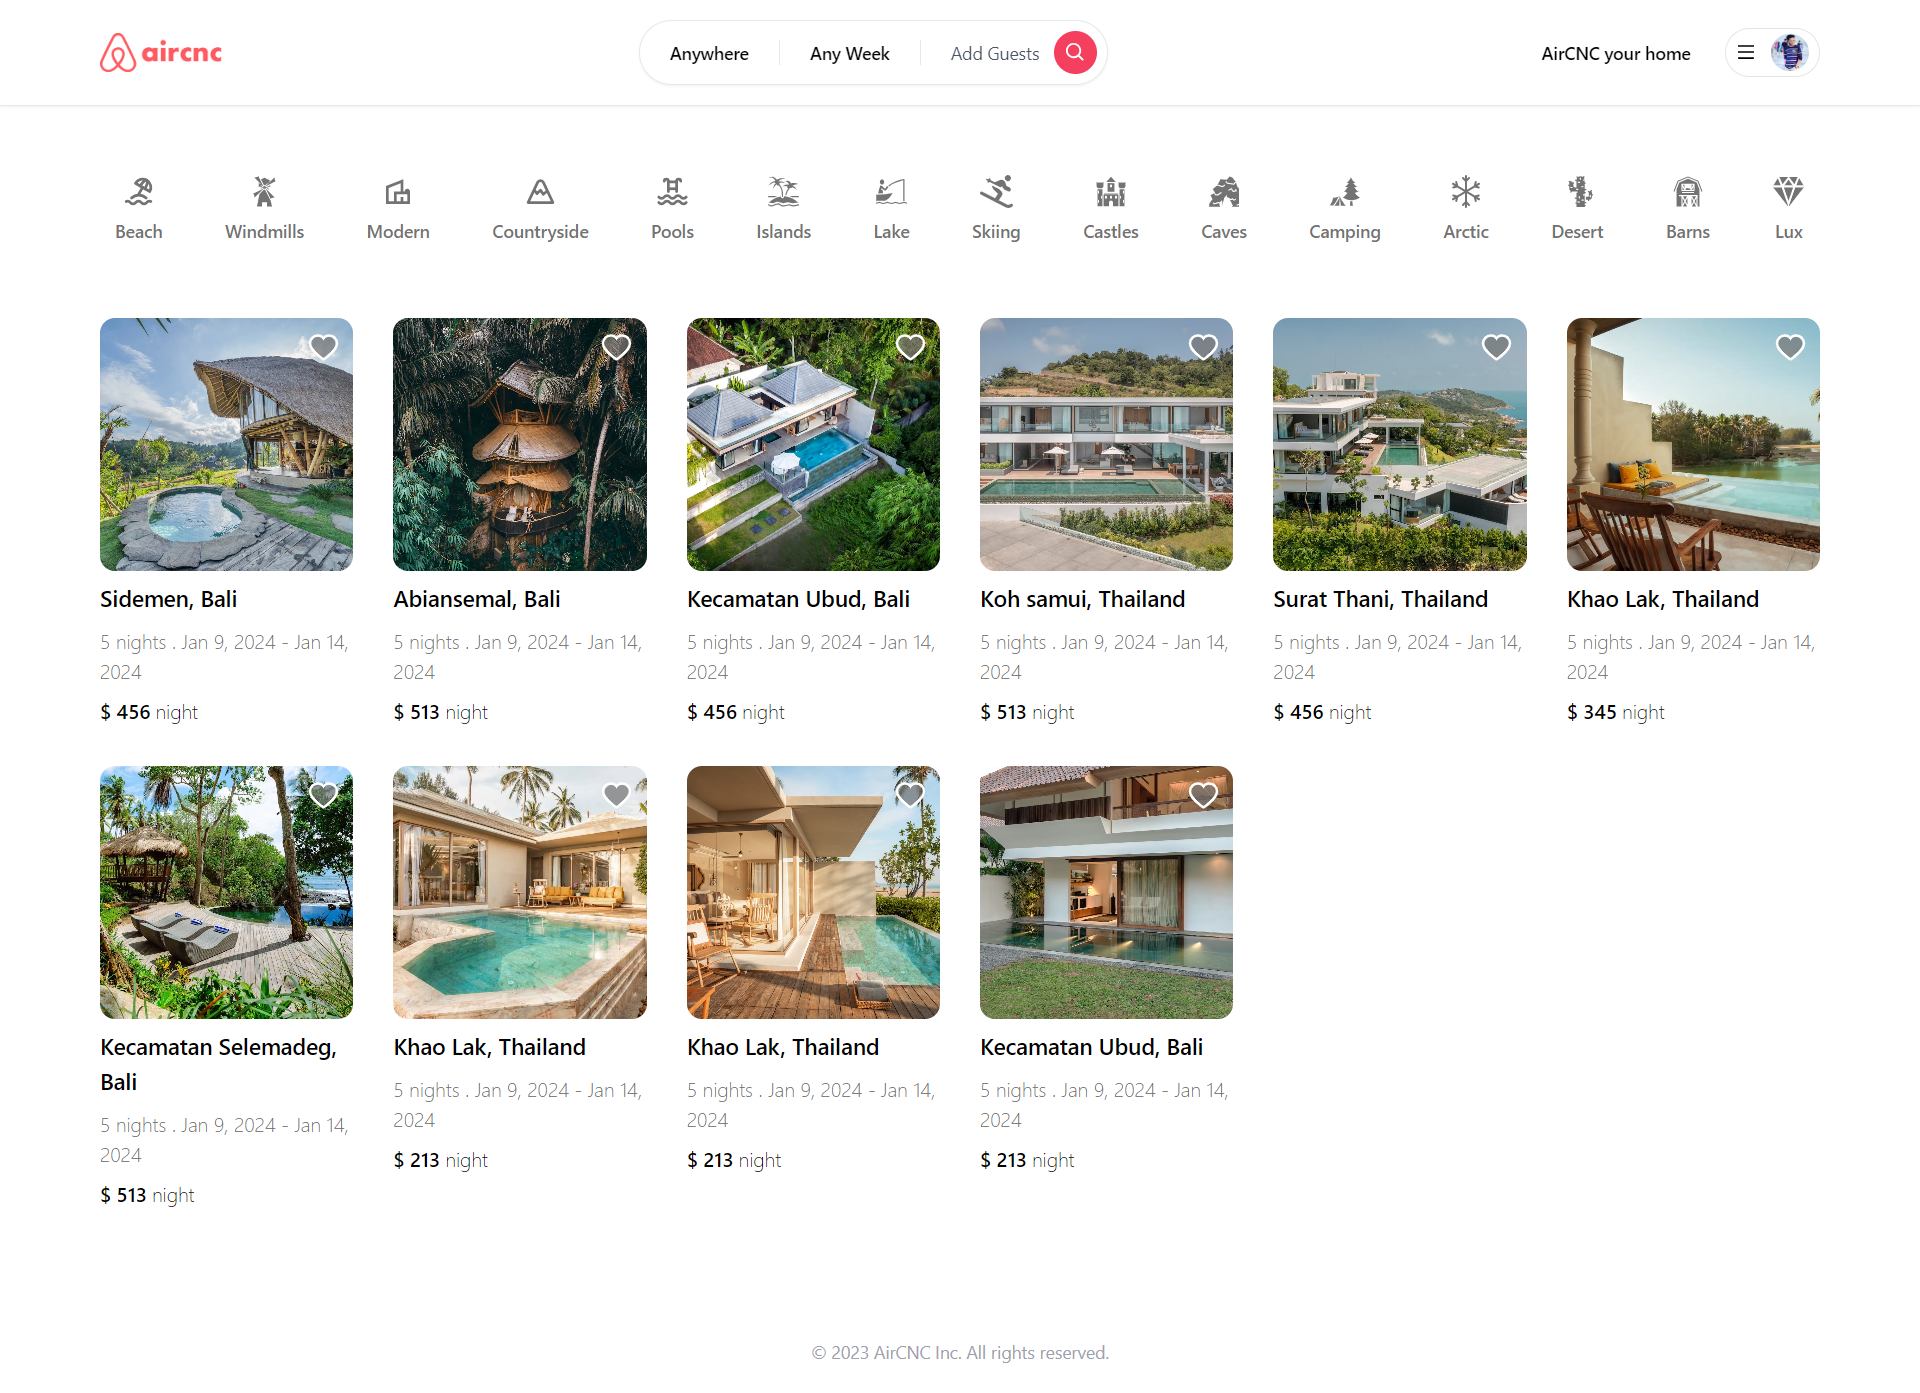 aircnc
Anywhere
Any Week
Add Guests
AirCNC your home
Beach
Windmills
Modern
Countryside
Pools
Islands
Lake
Skiing
Castles
Caves
Camping
Arctic
Desert
Barns
Lux
Sidemen, Bali
5 nights . Jan 9, 2024 - Jan 14,
2024
$ 456 night
Abiansemal, Bali
5 nights . Jan 9, 2024 - Jan 14,
2024
$ 513 night
Kecamatan Ubud, Bali
5 nights . Jan 9, 2024 - Jan 14,
2024
$ 456 night
Koh samui, Thailand
5 nights . Jan 9, 2024 - Jan 14,
2024
$ 513 night
Surat Thani, Thailand
5 nights . Jan 9, 2024 - Jan 14,
2024
$ 456 night
Khao Lak, Thailand
5 nights . Jan 9, 2024 - Jan 14,
2024
$ 345 night
Kecamatan Selemadeg,
Bali
5 nights . Jan 9, 2024 - Jan 14,
2024
$ 513 night
Khao Lak, Thailand
5 nights . Jan 9, 2024 - Jan 14,
2024
$ 213 night
Khao Lak, Thailand
5 nights . Jan 9, 2024 - Jan 14,
2024
$ 213 night
Kecamatan Ubud, Bali
5 nights . Jan 9, 2024 - Jan 14,
2024
$ 213 night
© 2023 AirCNC Inc. All rights reserved.